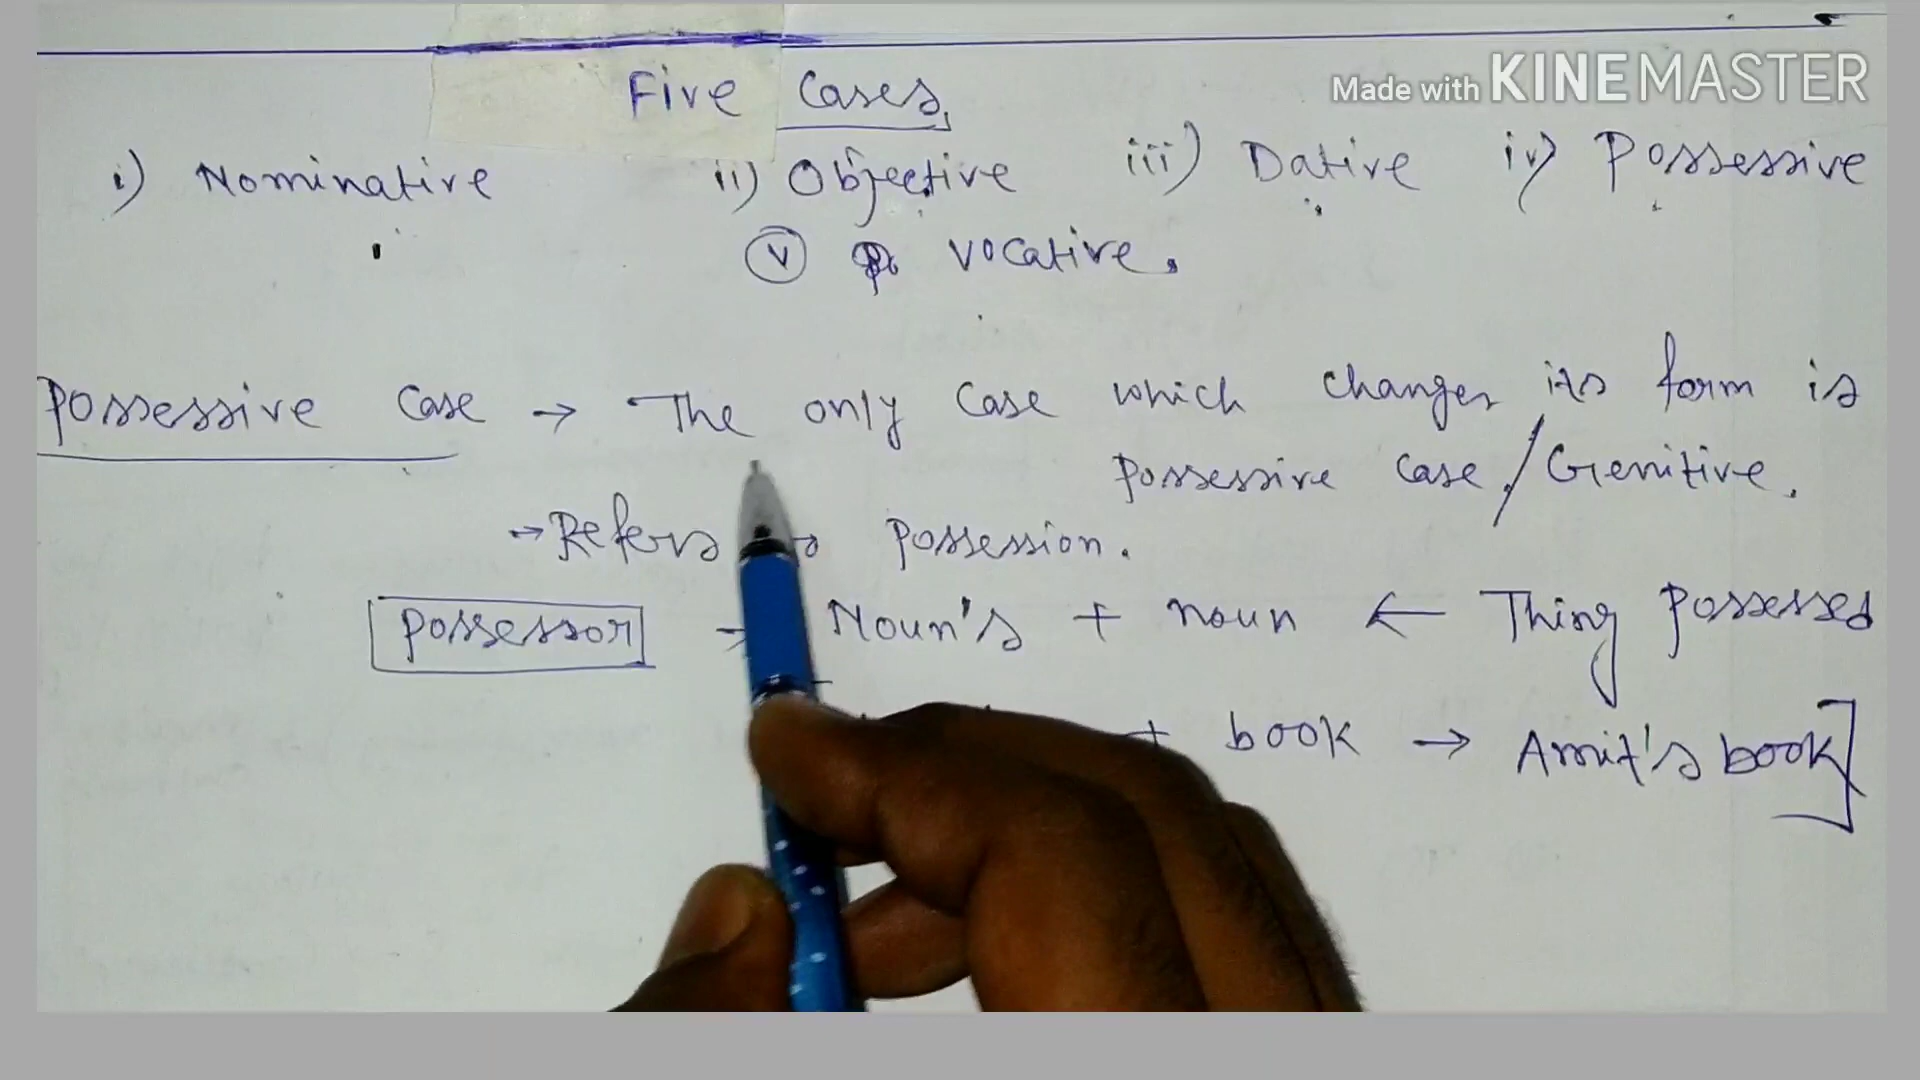 Five Cases
Made with KINEMASTER
i) Nominative ii) Objective iii) Dative iv) Possessive
v vocative.
Possessive Case → The only Case which changes its form is
Possessive Case / Genitive.
→ Refers Possession.
Possessor → Noun's + noun ← Thing Possessed
+ book → Amit's book]